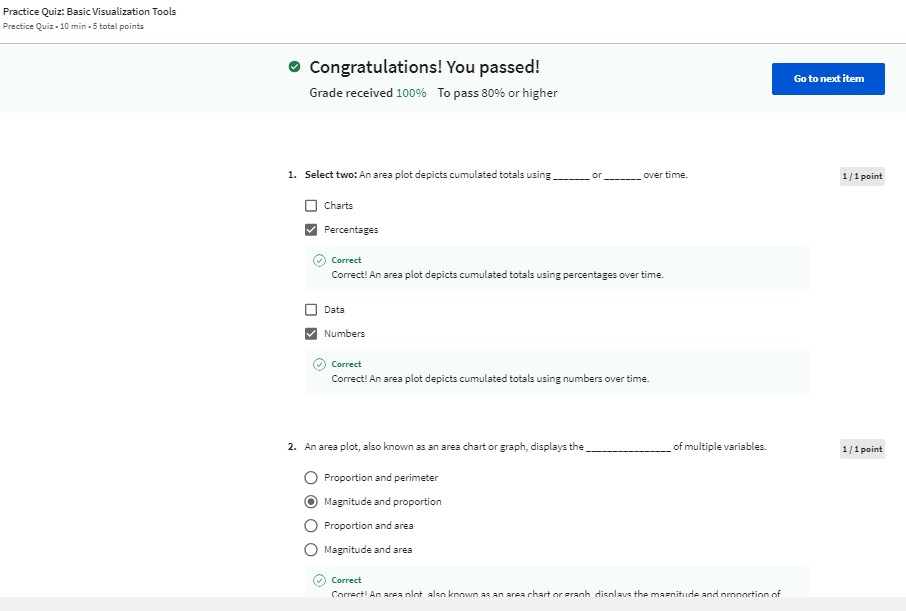 Practice Quiz: Basic Visualization Tools
Practice Quiz • 10 min • 5 total points
Congratulations! You passed!
Grade received 100% To pass 80% or higher
Go to next item
1. Select two: An area plot depicts cumulated totals using _______ or _______ over time.
1 / 1 point
Charts
Percentages
Correct
Correct! An area plot depicts cumulated totals using percentages over time.
Data
Numbers
Correct
Correct! An area plot depicts cumulated totals using numbers over time.
2. An area plot, also known as an area chart or graph, displays the ________________ of multiple variables.
1 / 1 point
Proportion and perimeter
Magnitude and proportion
Proportion and area
Magnitude and area
Correct
Correct! An area plot, also known as an area chart or graph, displays the magnitude and proportion of